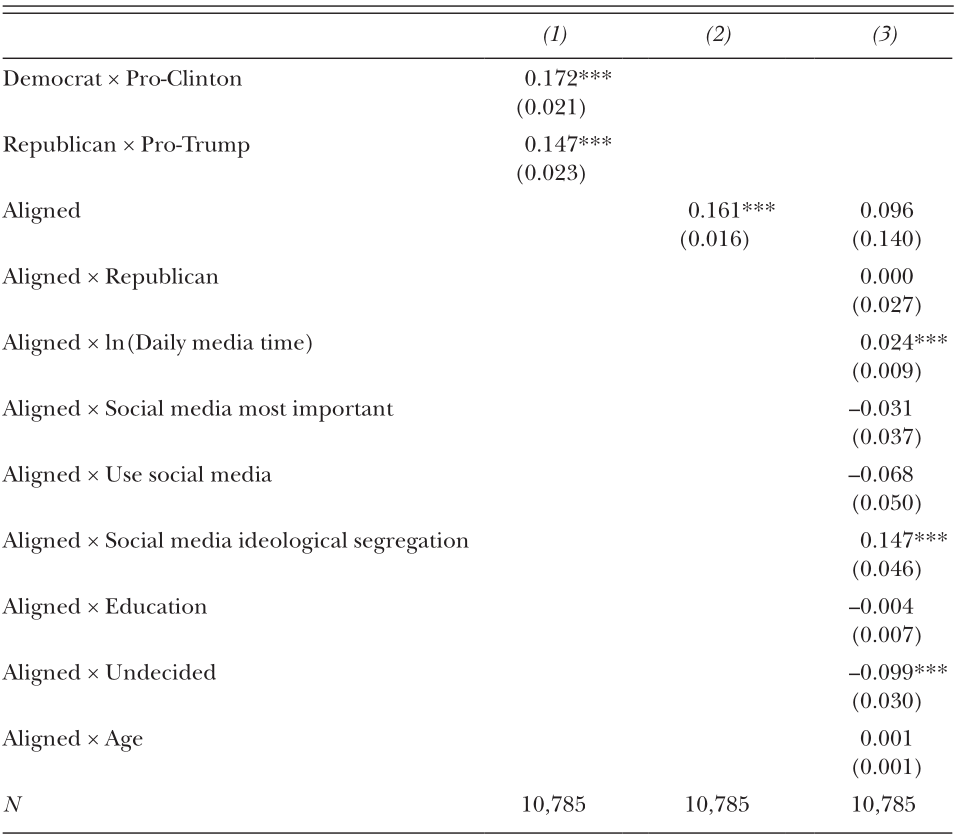 (1) (2) (3)
Democrat × Pro-Clinton 0.172***
(0.021)
Republican × Pro-Trump 0.147***
(0.023)
Aligned 0.161*** 0.096
(0.016) (0.140)
Aligned × Republican 0.000
(0.027)
Aligned × ln(Daily media time) 0.024***
(0.009)
Aligned × Social media most important –0.031
(0.037)
Aligned × Use social media –0.068
(0.050)
Aligned × Social media ideological segregation 0.147***
(0.046)
Aligned × Education –0.004
(0.007)
Aligned × Undecided –0.099***
(0.030)
Aligned × Age 0.001
(0.001)
N 10,785 10,785 10,785